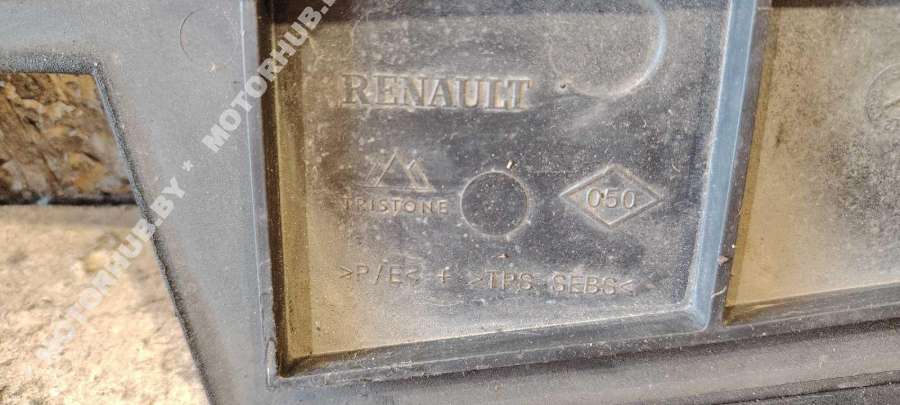 MOTORHUB.BY * MOTORHUB.BY
RENAULT
TRISTONE
050
>P/E< + >TPS-SEBS<